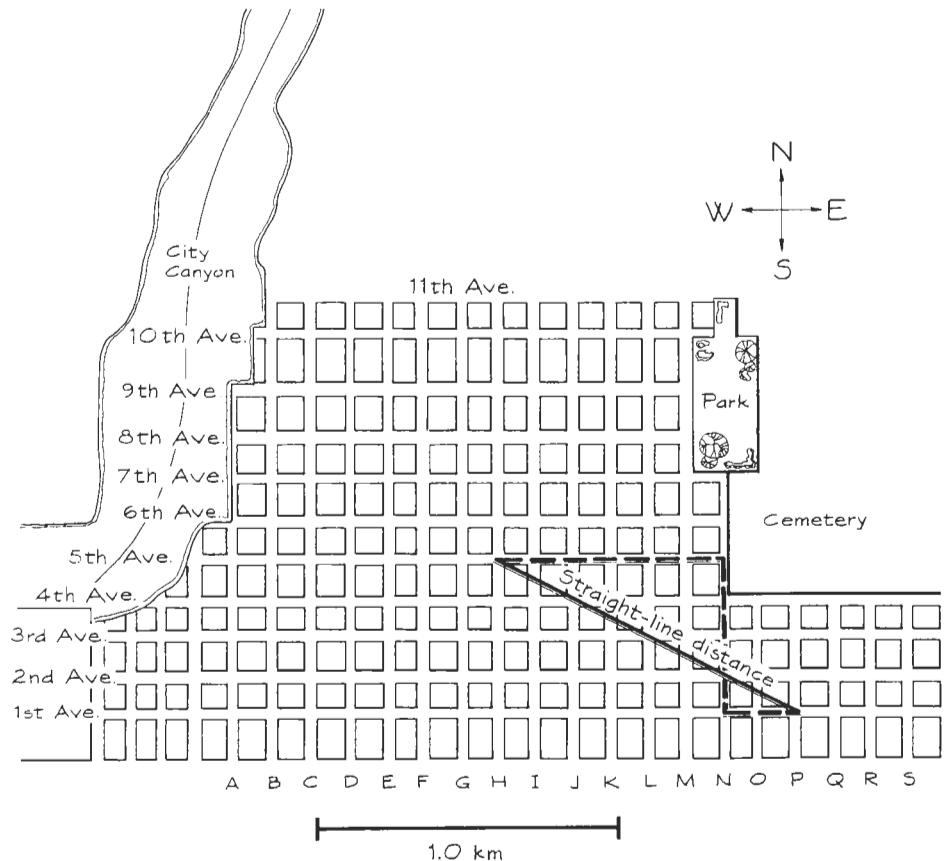 N
W E
S
City
Canyon
11th Ave.
10th Ave.
9th Ave.
Park
8th Ave.
7th Ave.
6th Ave.
Cemetery
5th Ave.
4th Ave.
Straight-line distance
3rd Ave.
2nd Ave.
1st Ave.
A B C D E F G H I J K L M N O P Q R S
1.0 km